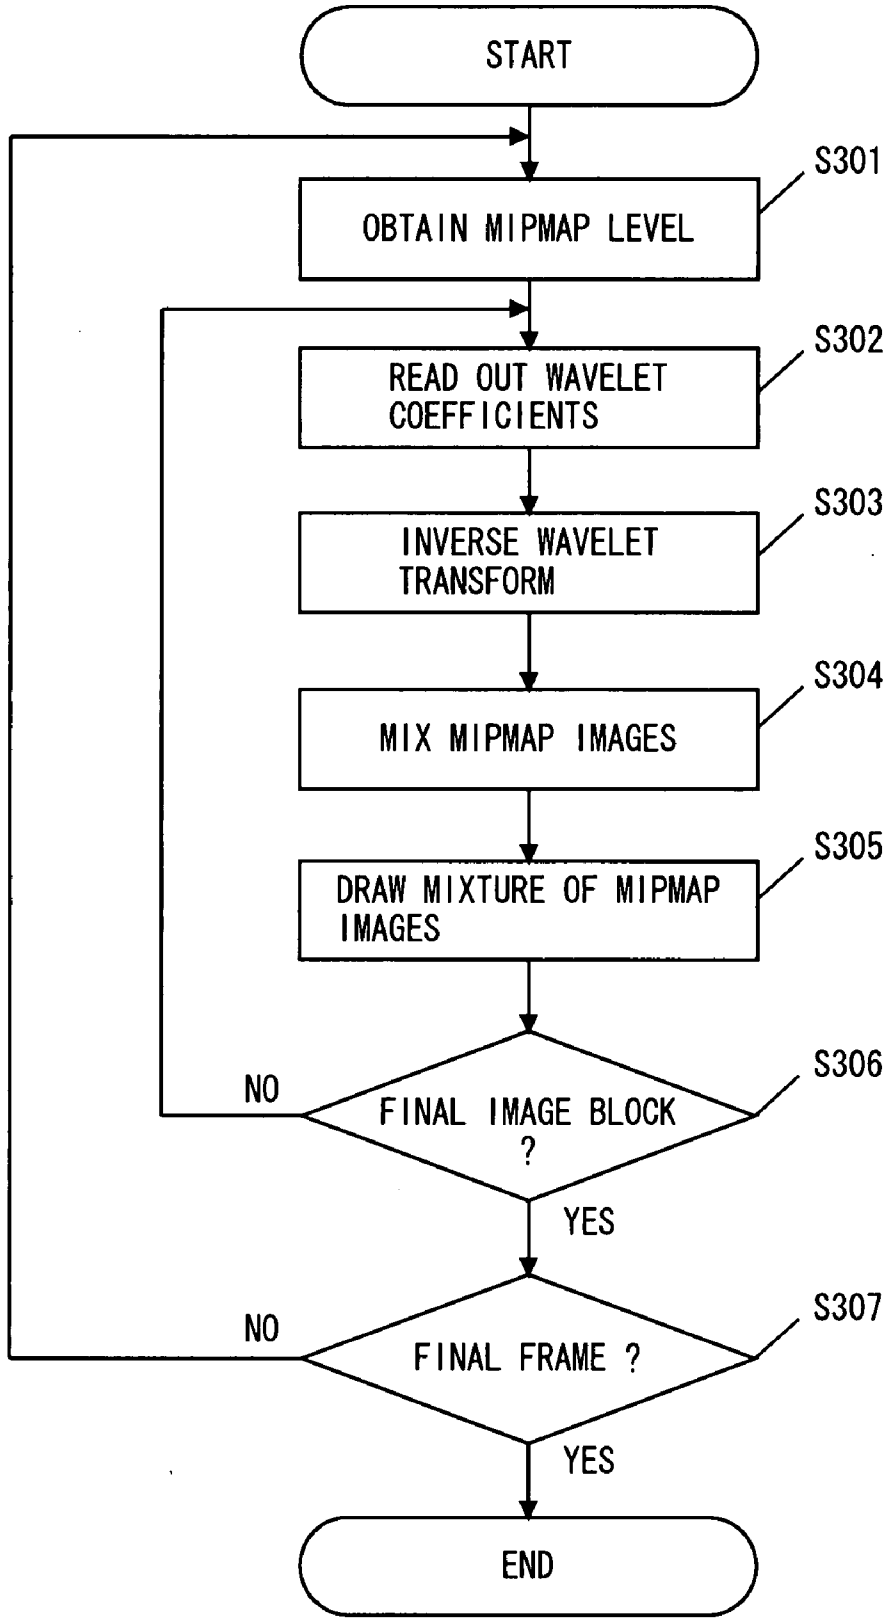 START
S301
OBTAIN MIPMAP LEVEL
S302
READ OUT WAVELET
COEFFICIENTS
S303
INVERSE WAVELET
TRANSFORM
S304
MIX MIPMAP IMAGES
S305
DRAW MIXTURE OF MIPMAP
IMAGES
S306
NO
FINAL IMAGE BLOCK
?
YES
S307
NO
FINAL FRAME ?
YES
END